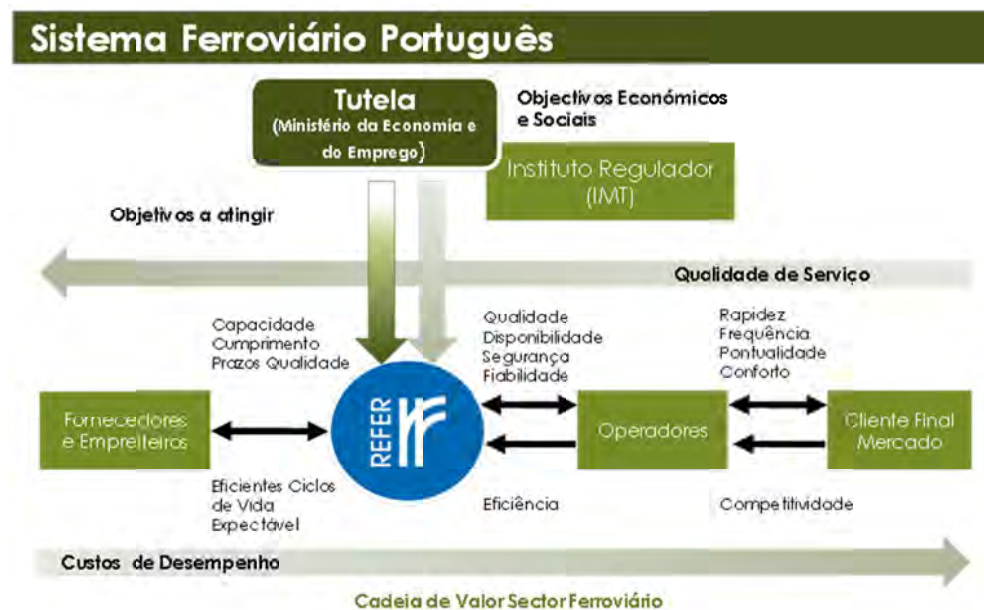 Sistema Ferroviário Português
Tutela
(Ministério da Economia e
do Emprego)
Objectivos Económicos
e Sociais
Instituto Regulador
(IMT)
Objetivos a atingir
Qualidade de Serviço
Capacidade
Cumprimento
Prazos Qualidade
Qualidade
Disponibilidade
Segurança
Fiabilidade
Rapidez
Frequência
Pontualidade
Conforto
Fornecedores
e Empreiteiros
REFER
Operadores
Cliente Final
Mercado
Eficientes Ciclos
de Vida
Expectável
Eficiência
Competitividade
Custos de Desempenho
Cadeia de Valor Sector Ferroviário